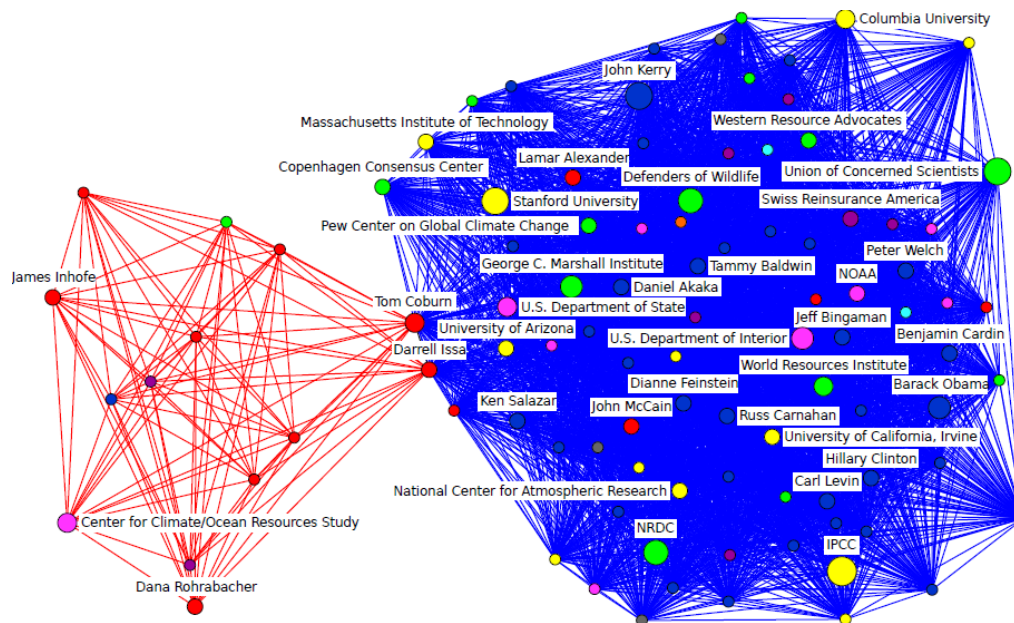 Columbia University
John Kerry
Massachusetts Institute of Technology
Western Resource Advocates
Lamar Alexander
Copenhagen Consensus Center
Defenders of Wildlife
Union of Concerned Scientists
Stanford University
Swiss Reinsurance America
Pew Center on Global Climate Change
Peter Welch
George C. Marshall Institute
Tammy Baldwin
NOAA
James Inhofe
Daniel Akaka
Tom Coburn
U.S. Department of State
Jeff Bingaman
University of Arizona
U.S. Department of Interior
Benjamin Cardin
Darrell Issa
World Resources Institute
Dianne Feinstein
Barack Obama
Ken Salazar
John McCain
Russ Carnahan
University of California, Irvine
Hillary Clinton
Carl Levin
National Center for Atmospheric Research
Center for Climate/Ocean Resources Study
NRDC
IPCC
Dana Rohrabacher